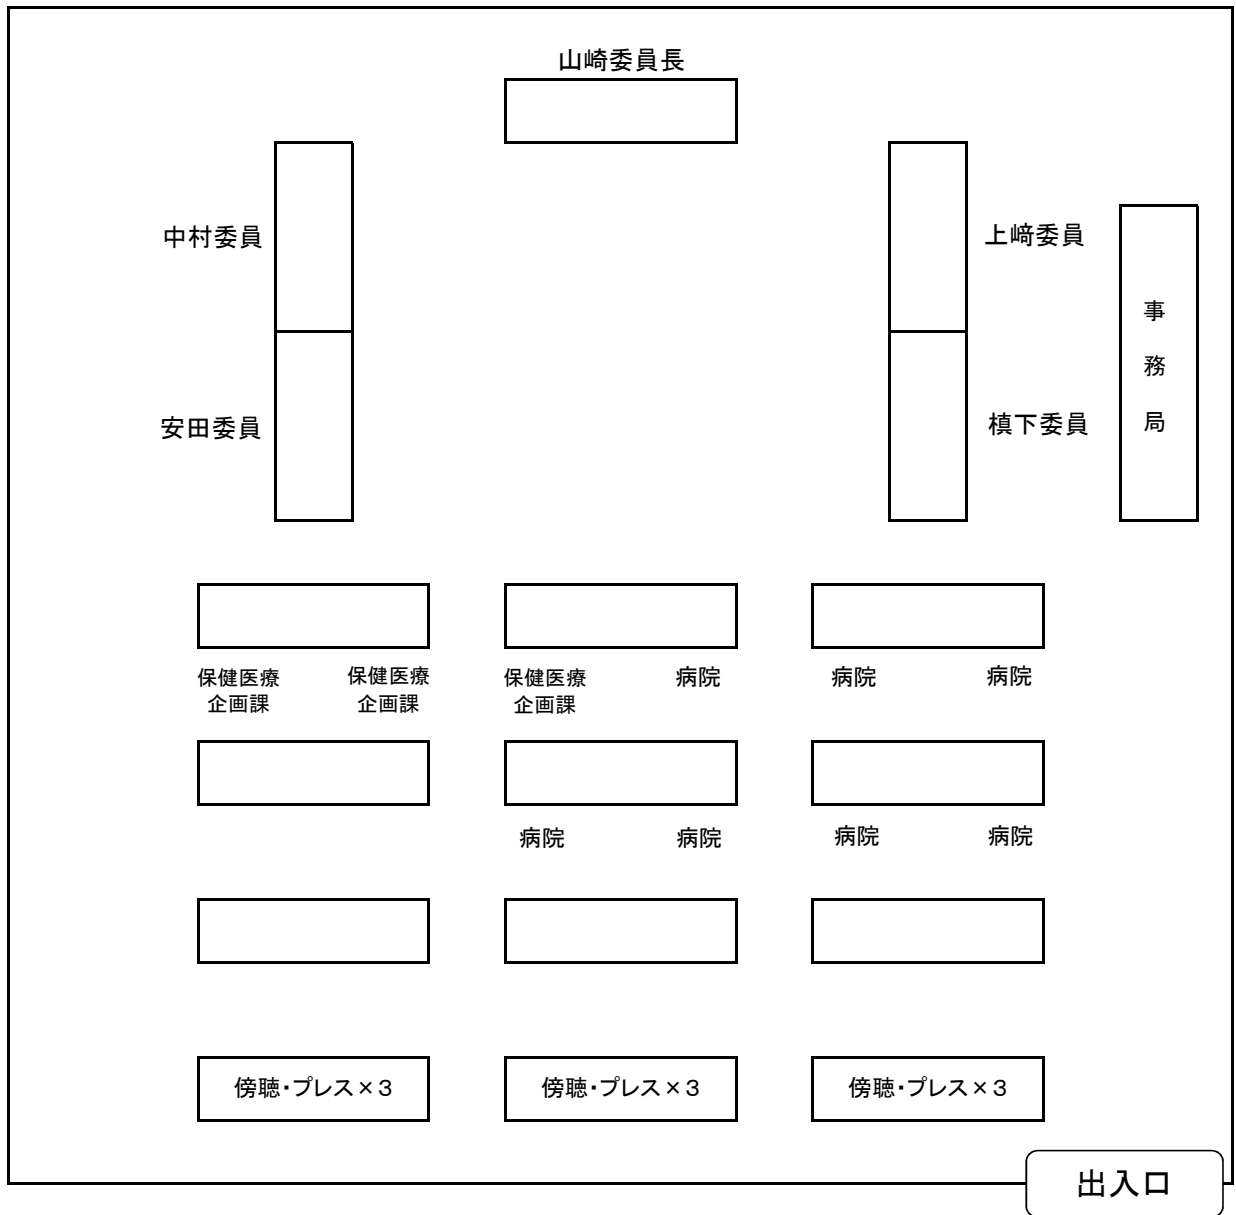 山崎委員長
中村委員
上﨑委員
事
務
局
安田委員
槙下委員
保健医療
企画課
保健医療
企画課
保健医療
企画課
病院
病院
病院
病院
病院
病院
病院
傍聴・プレス×３
傍聴・プレス×３
傍聴・プレス×３
出入口